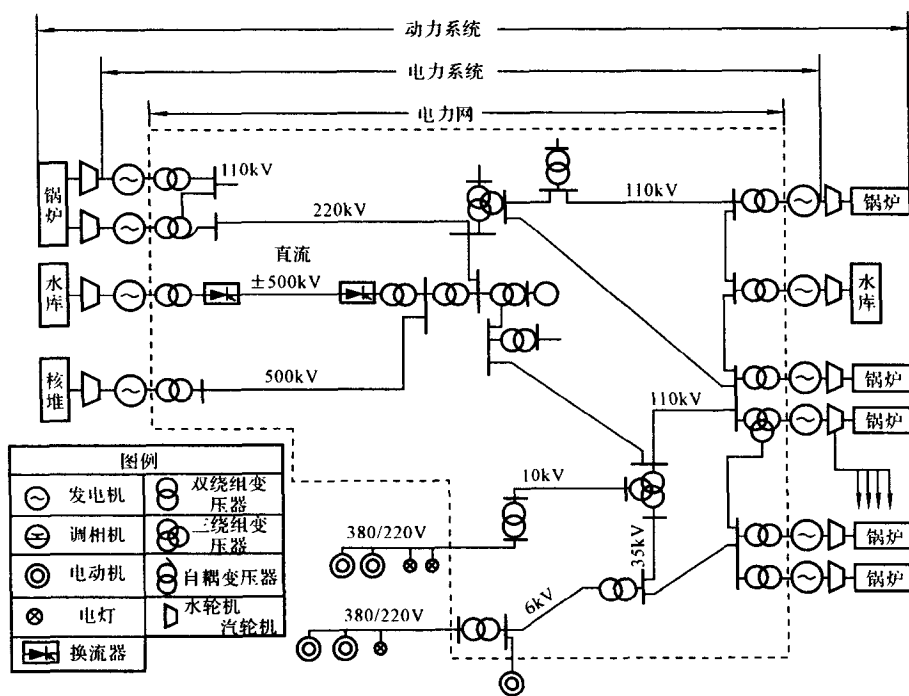 动力系统
电力系统
电力网
锅炉
110kV
220kV
110kV
锅炉
直流
±500kV
水库
水库
核堆
500kV
锅炉
110kV
锅炉
图例
发电机
双绕组变压器
调相机
三绕组变压器
电动机
自耦变压器
电灯
水轮机
汽轮机
换流器
10kV
380/220V
35kV
锅炉
6kV
锅炉
380/220V